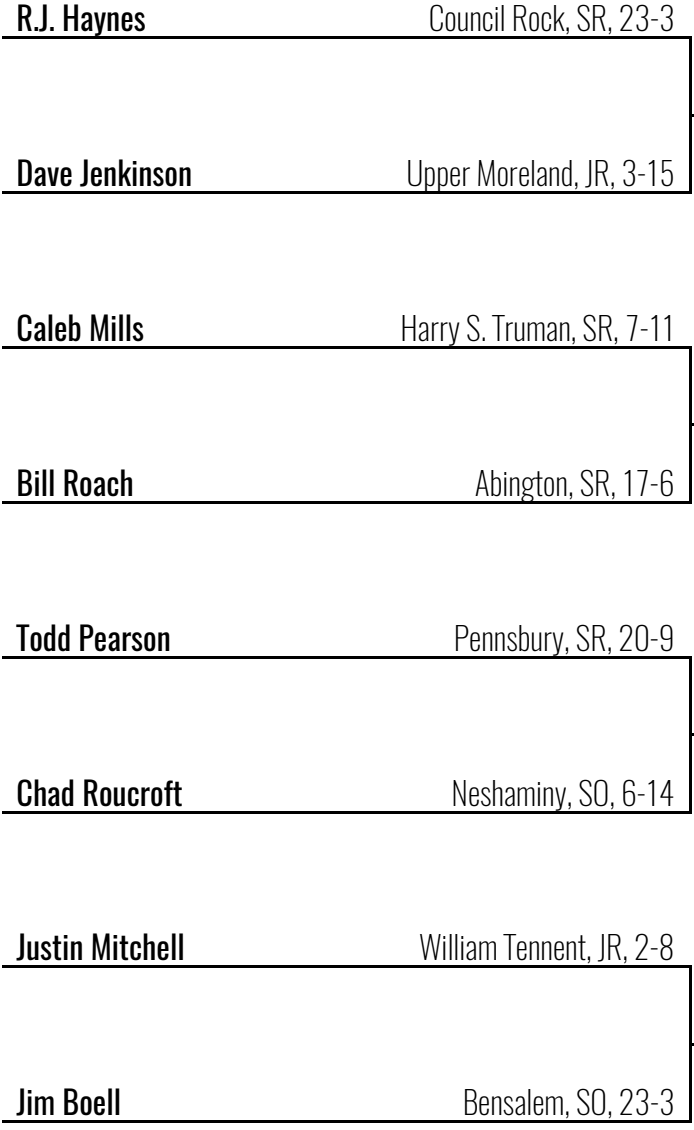 R.J. Haynes Council Rock, SR, 23-3
Dave Jenkinson Upper Moreland, JR, 3-15
Caleb Mills Harry S. Truman, SR, 7-11
Bill Roach Abington, SR, 17-6
Todd Pearson Pennsbury, SR, 20-9
Chad Roucroft Neshaminy, SO, 6-14
Justin Mitchell William Tennent, JR, 2-8
Jim Boell Bensalem, SO, 23-3